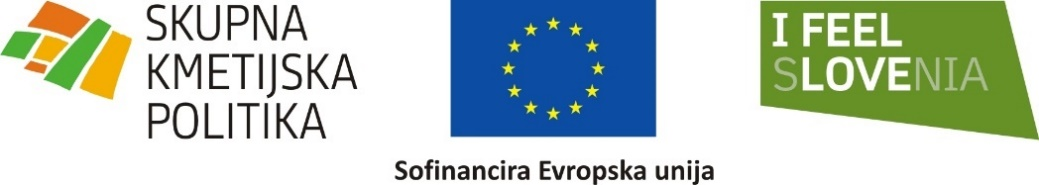 SKUPNA
KMETIJSKA
POLITIKA
Sofinancira Evropska unija
I FEEL
SLOVENIA